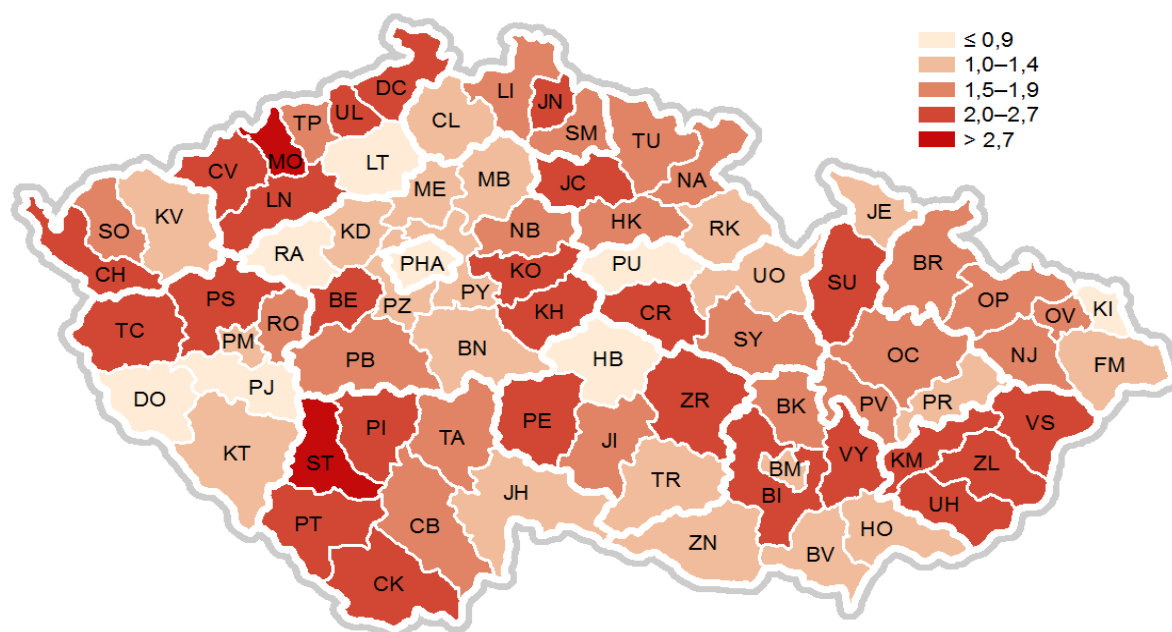 ≤ 0,9
1,0–1,4
1,5–1,9
2,0–2,7
> 2,7
DC
LI
JN
UL
TP
CL
SM
TU
MO
LT
CV
ME
MB
JC
NA
LN
KV
SO
KD
NB
HK
RK
JE
RA
PHA
PU
UO
BR
CH
KO
SU
PS
BE
PZ
PY
OP
KI
TC
RO
KH
CR
OV
PM
PB
BN
HB
SY
OC
NJ
FM
DO
PJ
ZR
BK
PV
PR
PI
TA
PE
JI
VS
KT
ST
VY
KM
ZL
BM
TR
BI
JH
UH
PT
CB
HO
ZN
BV
CK